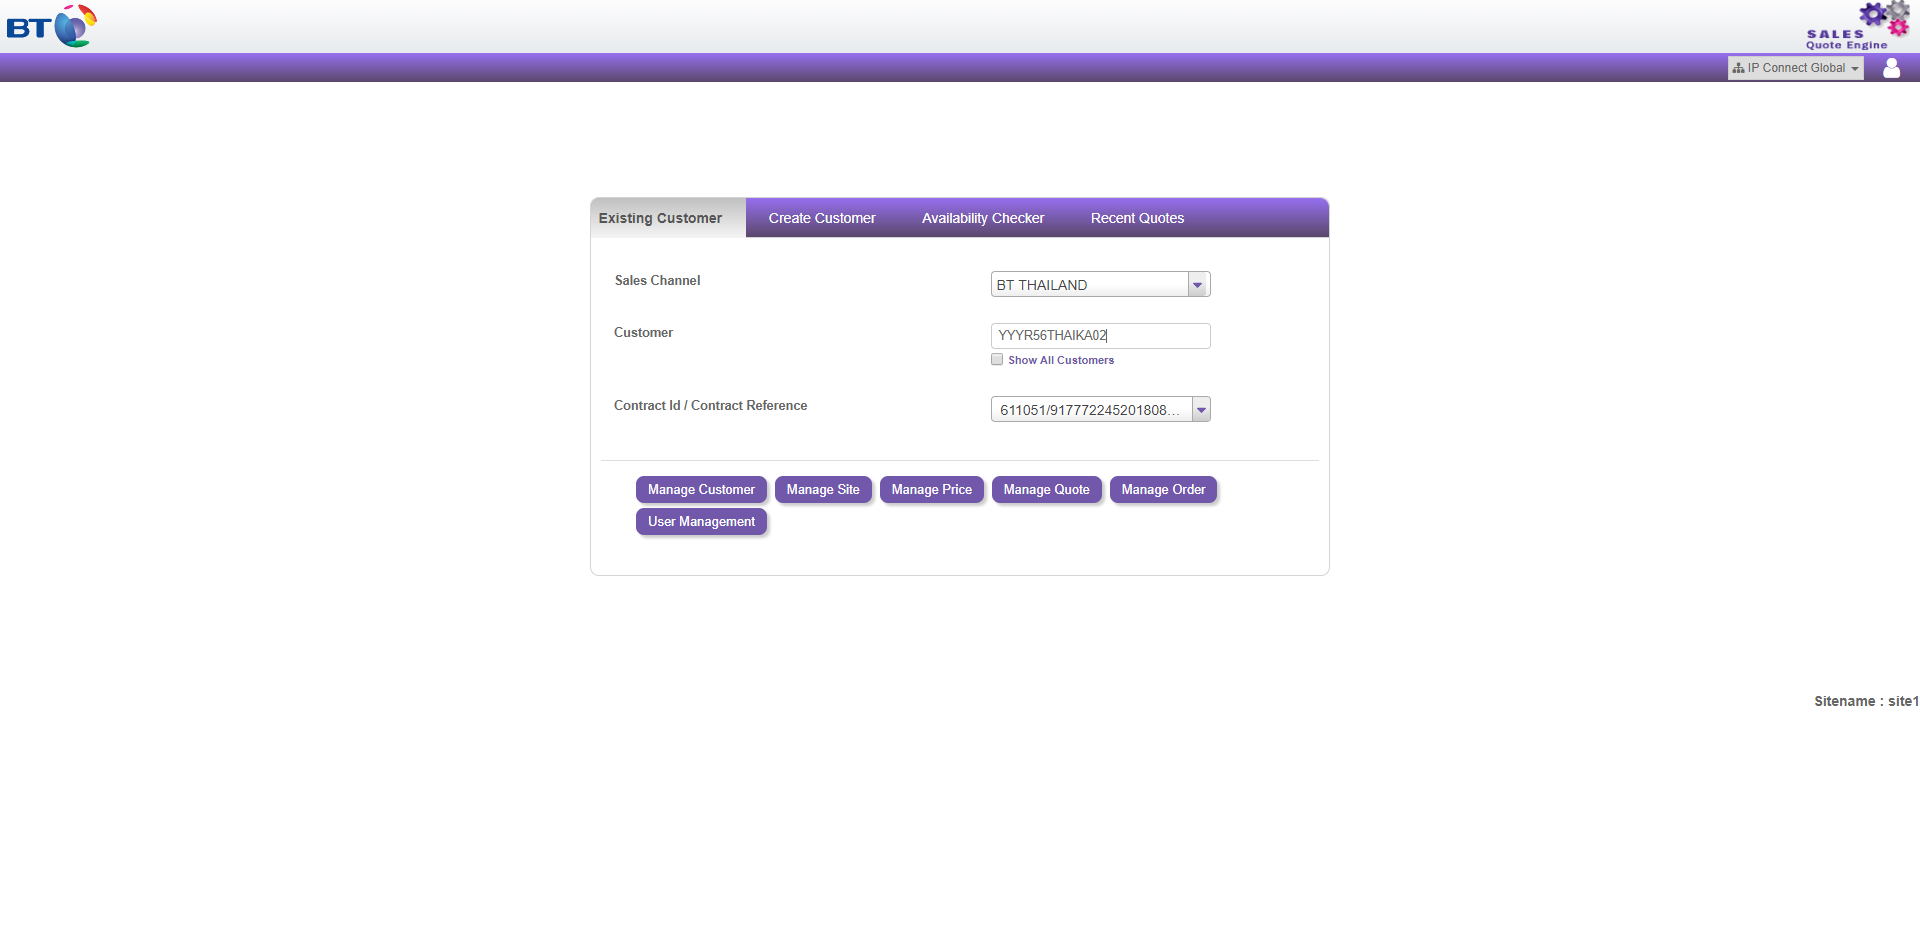 BT
SALES
Quote Engine
IP Connect Global
Existing Customer Create Customer Availability Checker Recent Quotes
Sales Channel BT THAILAND
Customer YYYR56THAIKA02
Show All Customers
Contract Id / Contract Reference 611051/917772245201808...
Manage Customer Manage Site Manage Price Manage Quote Manage Order
User Management
Sitename : site1